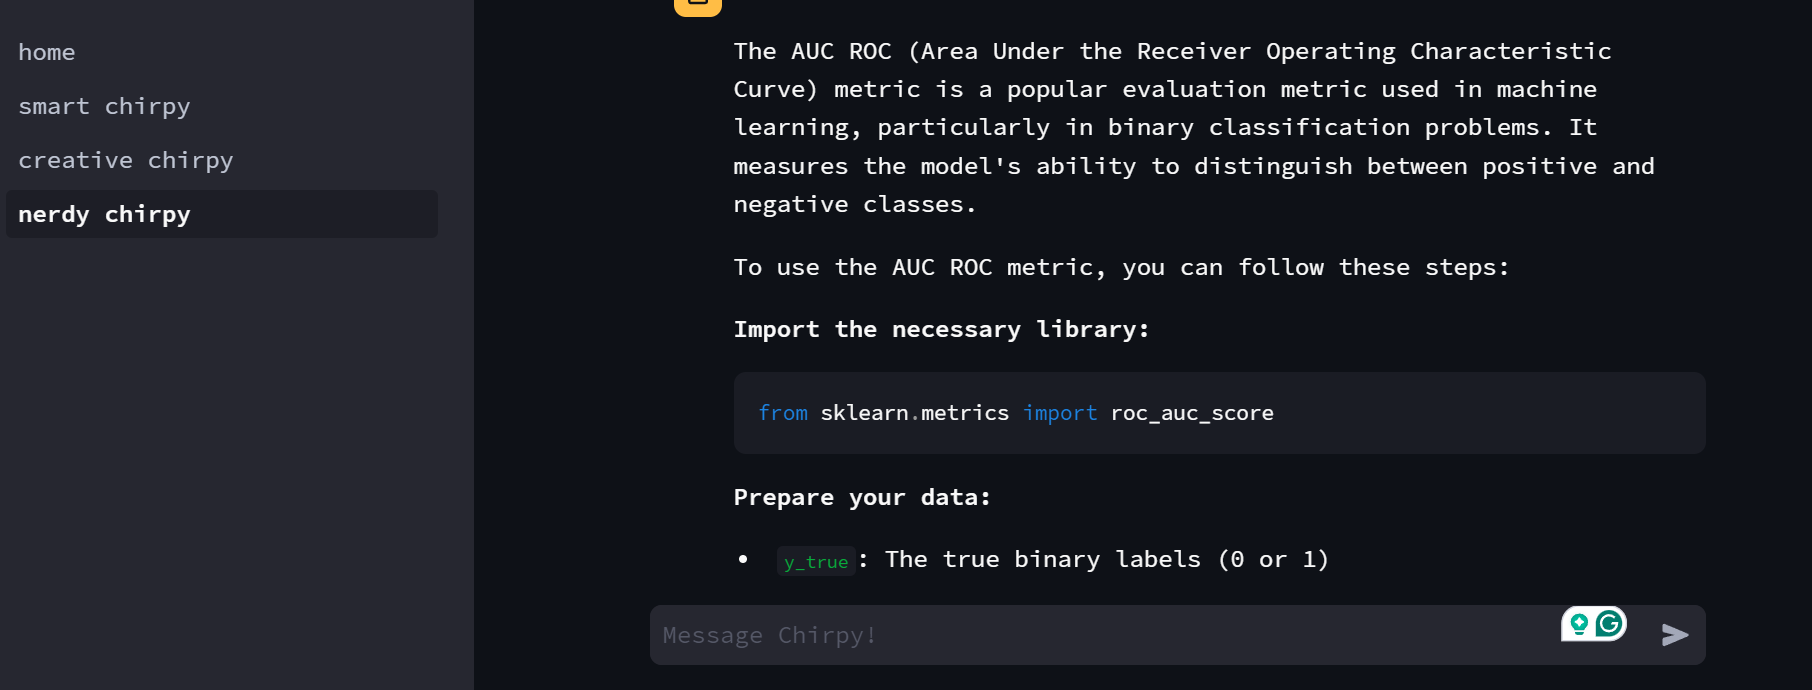 home
smart chirpy
creative chirpy
nerdy chirpy
The AUC ROC (Area Under the Receiver Operating Characteristic
Curve) metric is a popular evaluation metric used in machine
learning, particularly in binary classification problems. It
measures the model's ability to distinguish between positive and
negative classes.
To use the AUC ROC metric, you can follow these steps:
Import the necessary library:
from sklearn.metrics import roc_auc_score
Prepare your data:
• y_true: The true binary labels (0 or 1)
Message Chirpy!